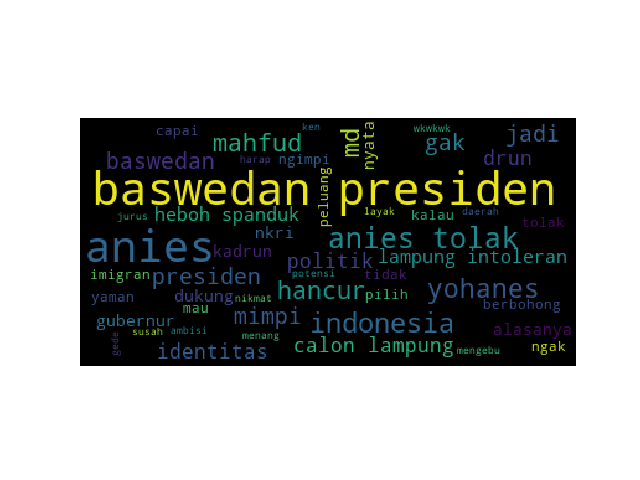 capai
ken
wkwkwk
jadi
mahfud
md
nyata
gak
baswedan
harap
ngimpi
drun
baswedan presiden
peluang
jurus
heboh spanduk
layak
kalau
daerah
tolak
nkri
anies
kadrun
anies tolak
politik
lampung intoleran
imigran
presiden
potensi
tidak
yaman
dukung
nikmat
hancur
pilih
yohanes
berbohong
mau
gubernur
mimpi
indonesia
alasanya
susah
ambisi
menang
gede
identitas
calon lampung
mengebu
ngak